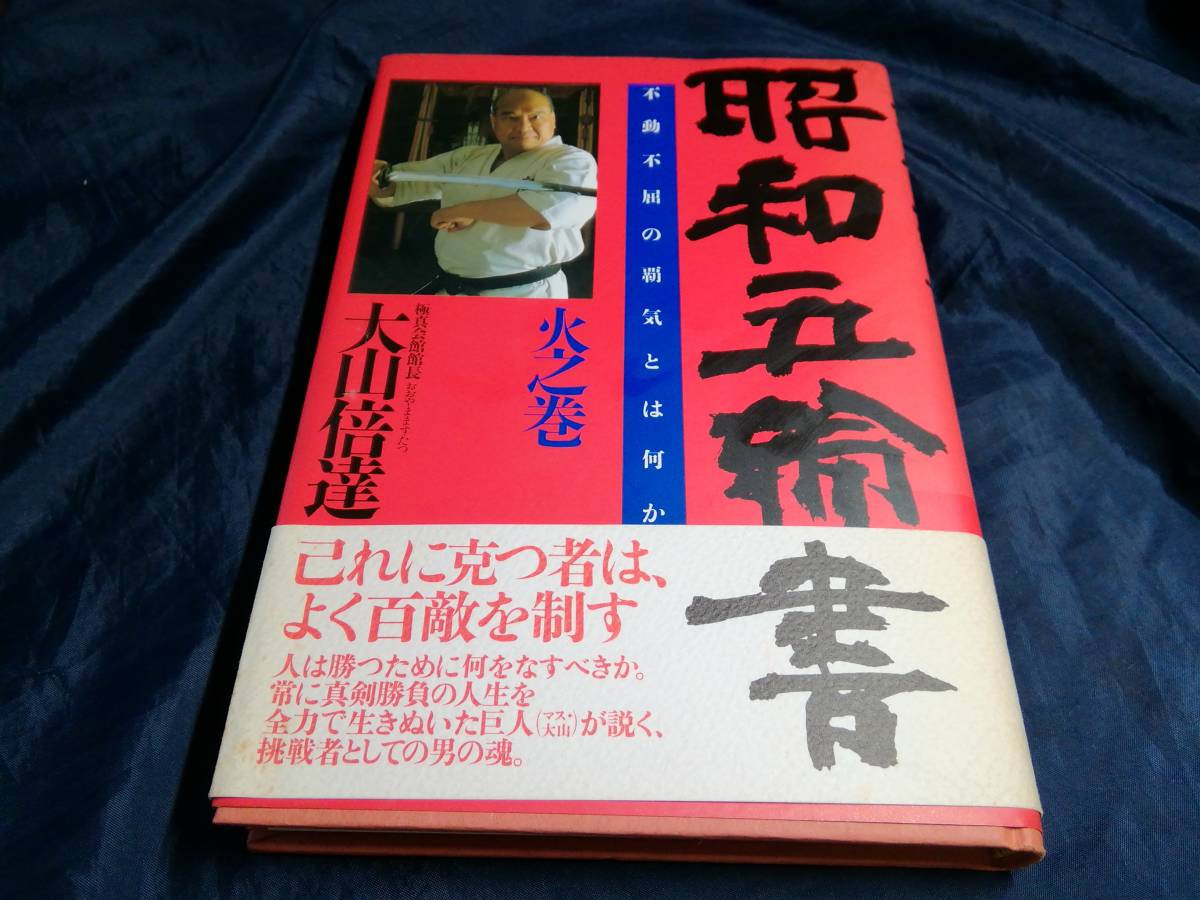 昭和五輪書
不動不屈の覇気とは何か
火之巻
極真会館館長
大山倍達
おおやまますたつ
己れに克つ者は、
よく百敵を制す
人は勝つために何をなすべきか。
常に真剣勝負の人生を
全力で生きぬいた巨人(マス・大山)が説く、
挑戦者としての男の魂。